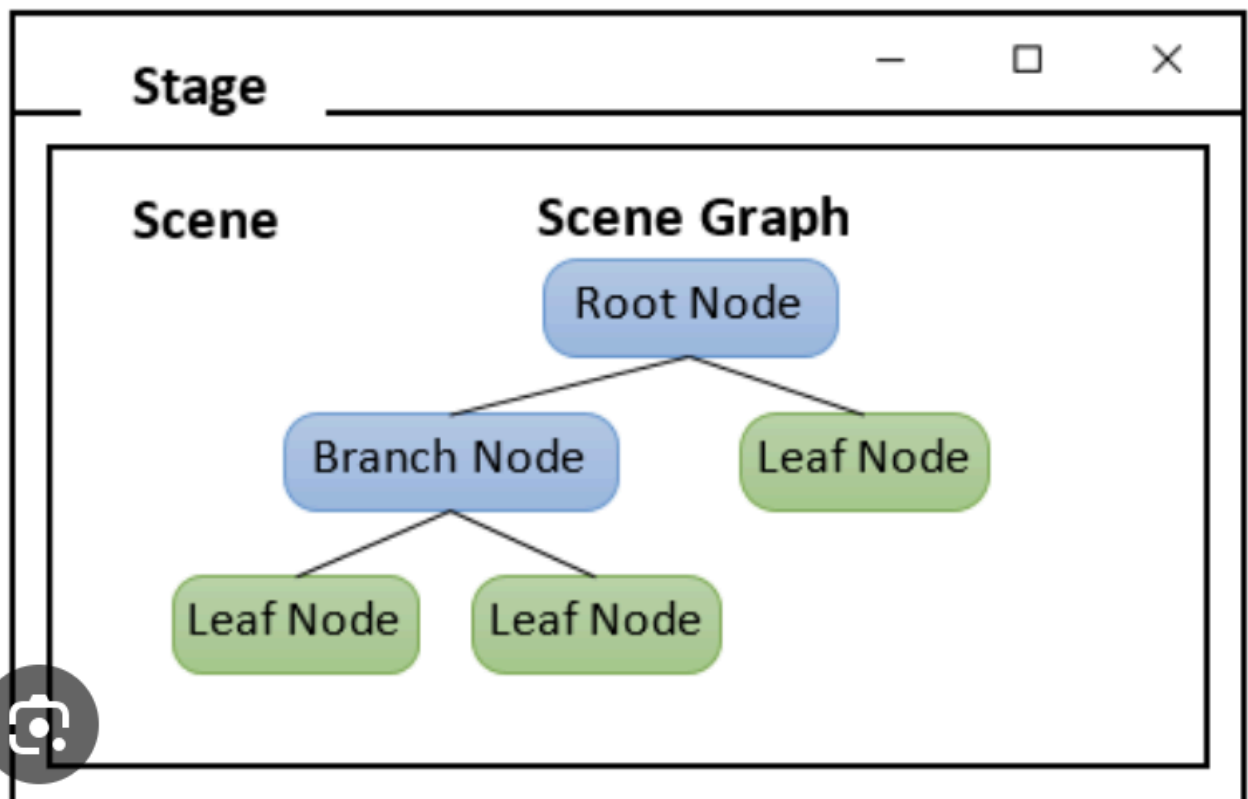 Stage
Scene
Scene Graph
Root Node
Branch Node
Leaf Node
Leaf Node
Leaf Node